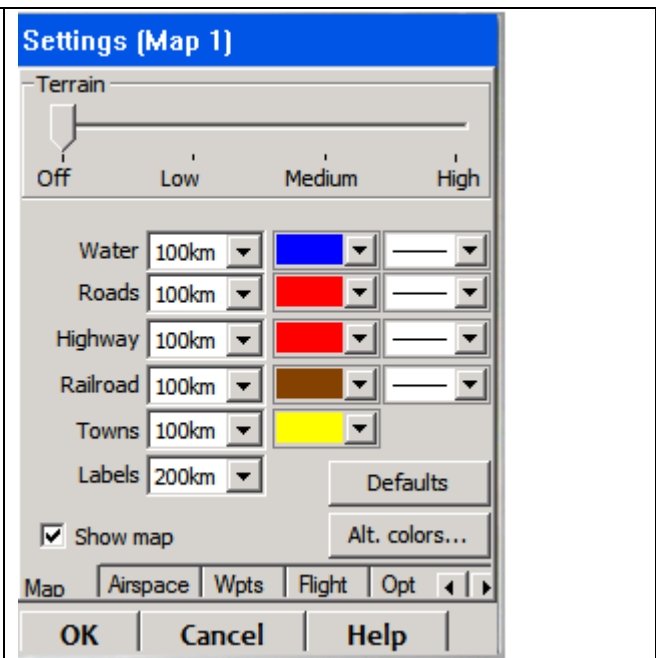 Settings (Map 1)
Terrain
Off Low Medium High
Water 100km
Roads 100km
Highway 100km
Railroad 100km
Towns 100km
Labels 200km
Defaults
Show map
Alt. colors...
Map Airspace Wpts Flight Opt
OK Cancel Help